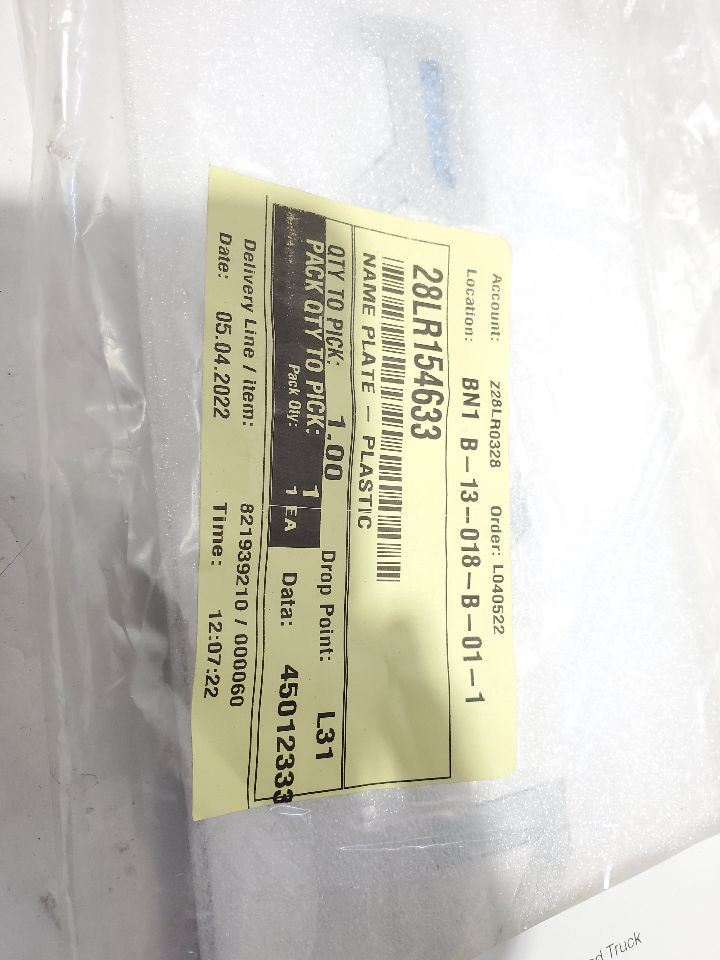 Account: z28LR0328 Order: L040522
Location: BN1 B-13-018-B-01-1
28LR154633
NAME PLATE - PLASTIC
QTY TO PICK: 1.00 Drop Point: L31
PACK QTY TO PICK: 1
Pack Qty: 1 EA Data: 45012333
Delivery Line / item: 821939210 / 000060
Date: 05.04.2022 Time: 12:07:22
Truck